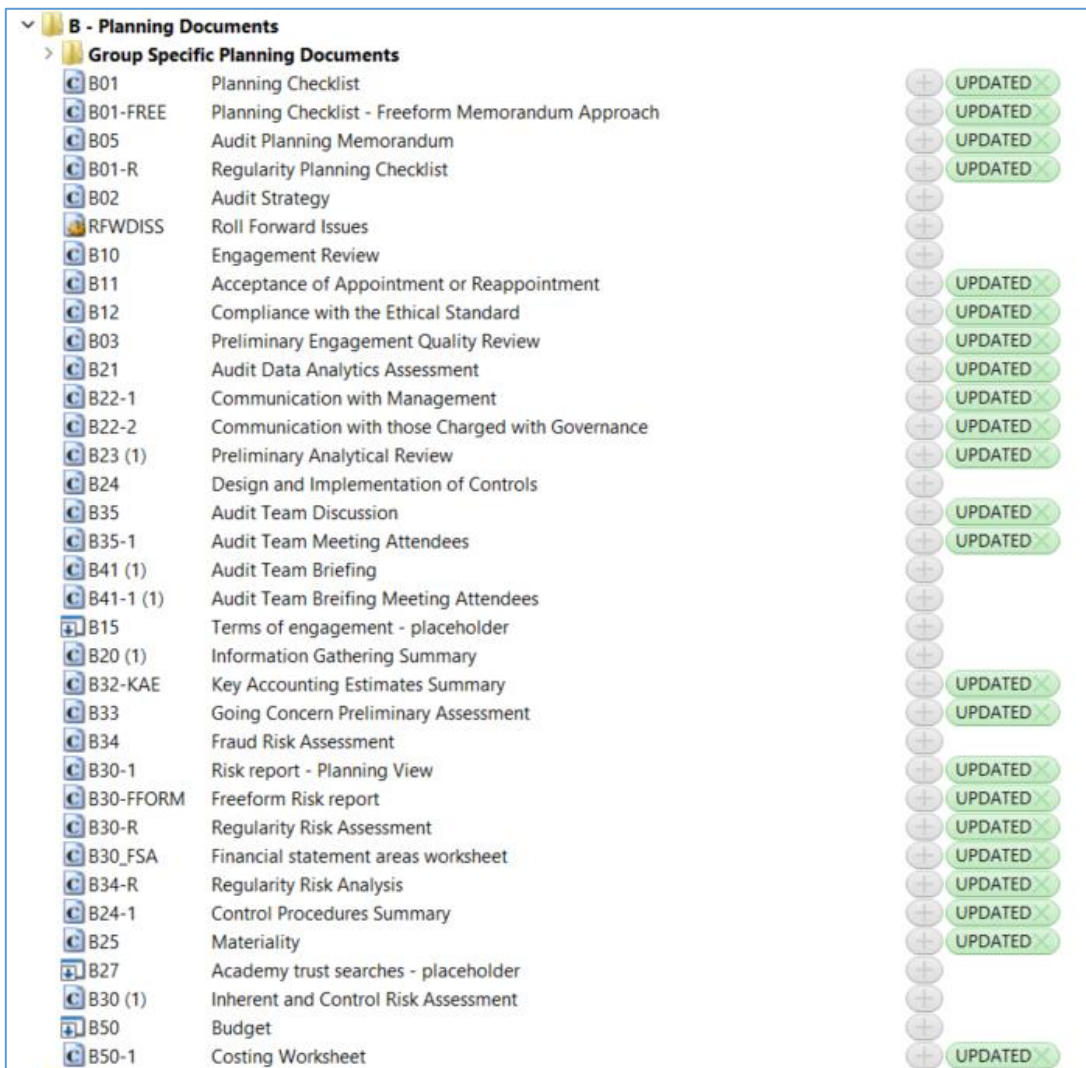 B - Planning Documents
Group Specific Planning Documents
B01 Planning Checklist UPDATED
B01-FREE Planning Checklist - Freeform Memorandum Approach UPDATED
B05 Audit Planning Memorandum UPDATED
B01-R Regularity Planning Checklist UPDATED
B02 Audit Strategy
RFWDISS Roll Forward Issues
B10 Engagement Review
B11 Acceptance of Appointment or Reappointment UPDATED
B12 Compliance with the Ethical Standard UPDATED
B03 Preliminary Engagement Quality Review UPDATED
B21 Audit Data Analytics Assessment UPDATED
B22-1 Communication with Management UPDATED
B22-2 Communication with those Charged with Governance UPDATED
B23 (1) Preliminary Analytical Review UPDATED
B24 Design and Implementation of Controls
B35 Audit Team Discussion UPDATED
B35-1 Audit Team Meeting Attendees UPDATED
B41 (1) Audit Team Briefing
B41-1 (1) Audit Team Breifing Meeting Attendees
B15 Terms of engagement - placeholder
B20 (1) Information Gathering Summary
B32-KAE Key Accounting Estimates Summary UPDATED
B33 Going Concern Preliminary Assessment UPDATED
B34 Fraud Risk Assessment
B30-1 Risk report - Planning View UPDATED
B30-FFORM Freeform Risk report UPDATED
B30-R Regularity Risk Assessment UPDATED
B30_FSA Financial statement areas worksheet UPDATED
B34-R Regularity Risk Analysis UPDATED
B24-1 Control Procedures Summary UPDATED
B25 Materiality UPDATED
B27 Academy trust searches - placeholder
B30 (1) Inherent and Control Risk Assessment
B50 Budget
B50-1 Costing Worksheet UPDATED